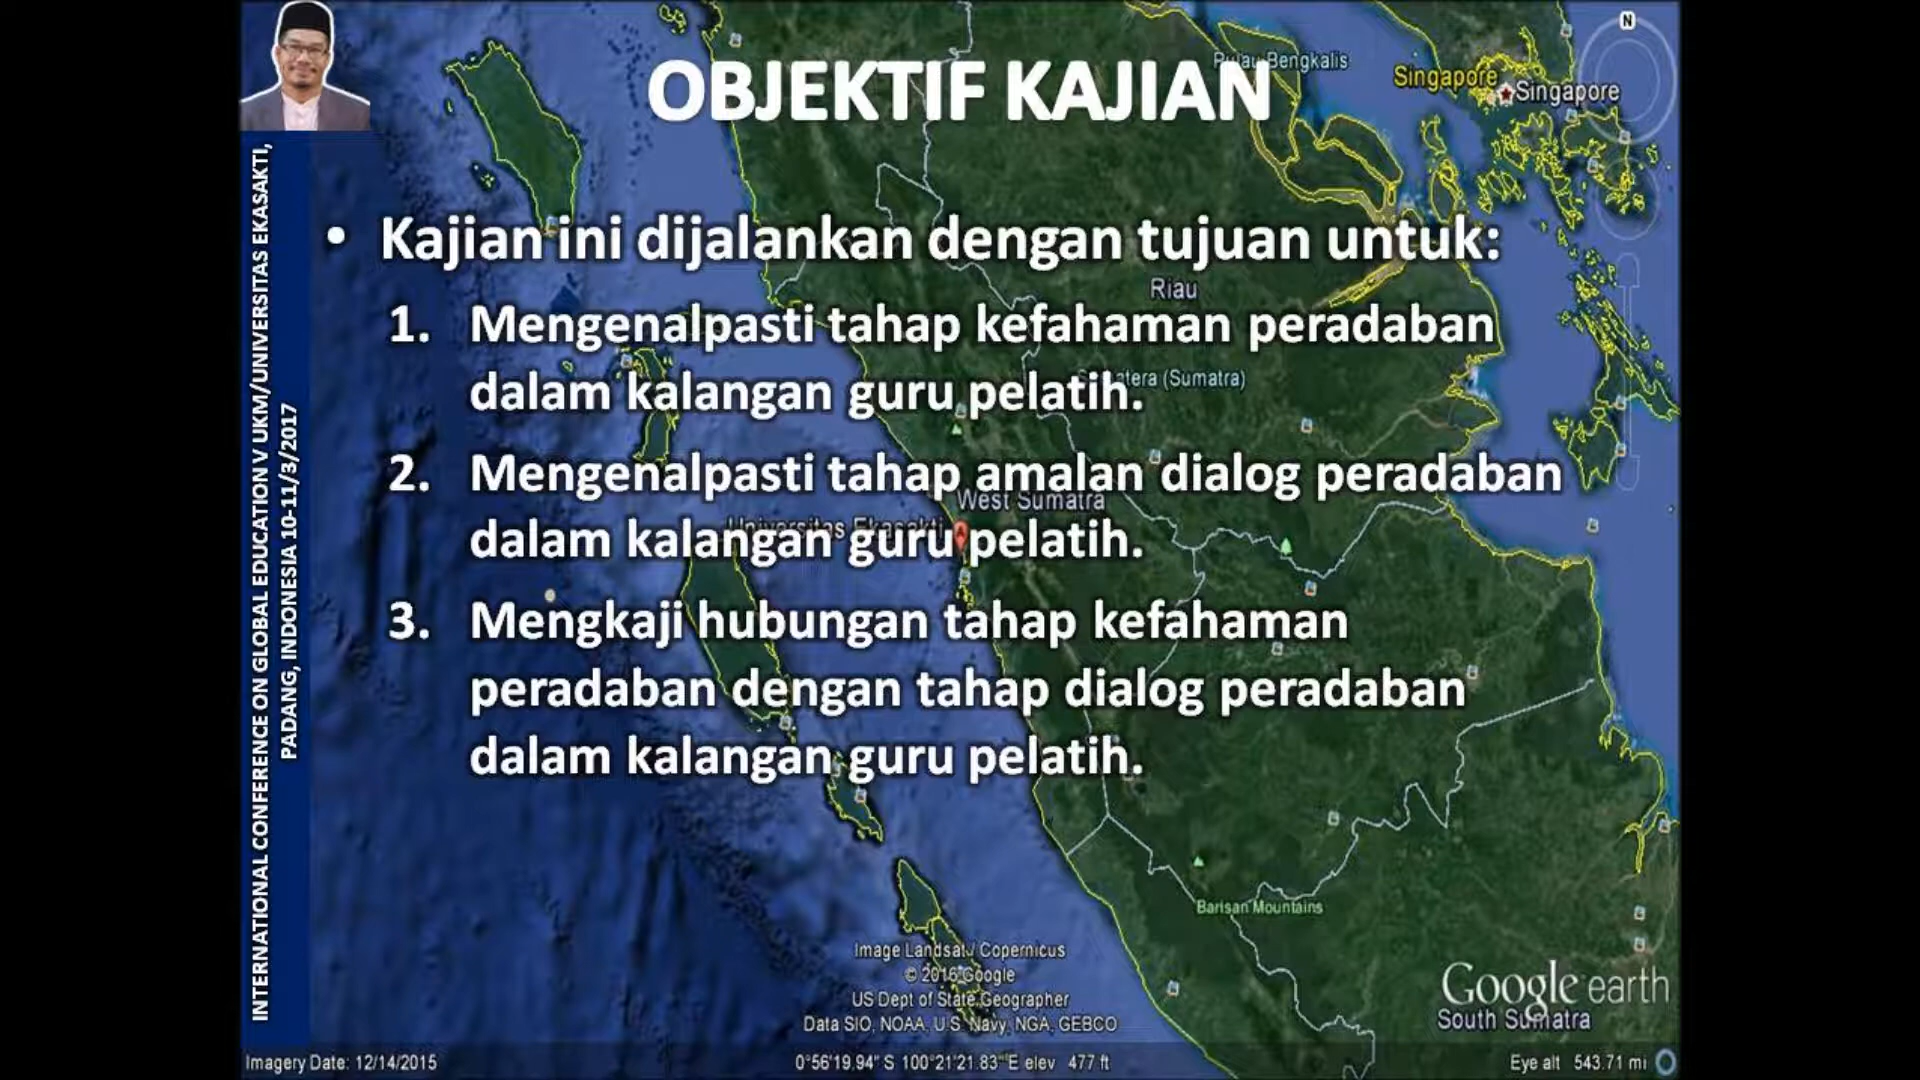 OBJEKTIF KAJIAN
• Kajian ini dijalankan dengan tujuan untuk:
1. Mengenalpasti tahap kefahaman peradaban
dalam kalangan guru pelatih.
2. Mengenalpasti tahap amalan dialog peradaban
dalam kalangan guru pelatih.
3. Mengkaji hubungan tahap kefahaman
peradaban dengan tahap dialog peradaban
dalam kalangan guru pelatih.
INTERNATIONAL CONFERENCE ON GLOBAL EDUCATION V UKM/UNIVERSITAS EKASAKTI,
PADANG, INDONESIA 10-11/3/2017
N
Pulau Bengkalis
Singapore
Singapore
Riau
(Sumatra)
West Sumatra
Universitas Ekasakti
Barisan Mountains
Image Landsat / Copernicus
© 2016 Google
US Dept of State Geographer
Data SIO, NOAA, U.S. Navy, NGA, GEBCO
Google earth
South Sumatra
Imagery Date: 12/14/2015
0°56'19.94" S 100°21'21.83" E elev 477 ft
Eye alt 543.71 mi